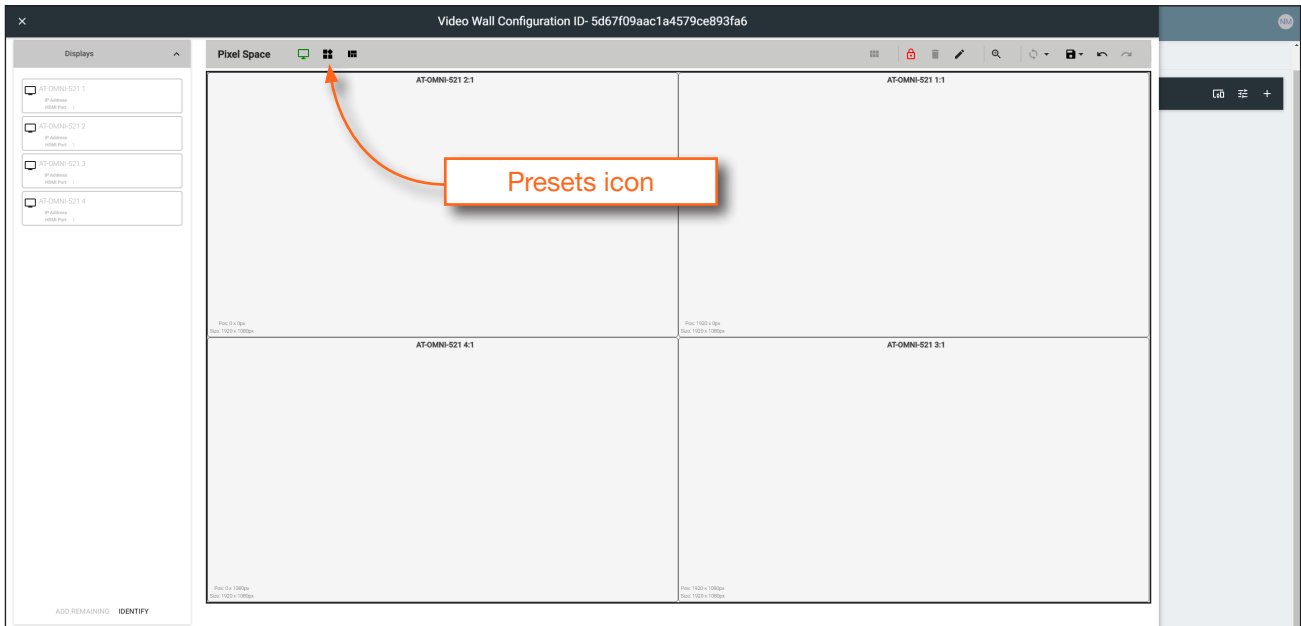 Video Wall Configuration ID- 5d67f09aac1a4579ce893fa6
NM
Displays
Pixel Space
AT-OMNI-521 1
IP Address
HDMI Port 1
AT-OMNI-521 2
IP Address
HDMI Port 1
AT-OMNI-521 3
IP Address
HDMI Port 1
AT-OMNI-521 4
IP Address
HDMI Port 1
ADD REMAINING IDENTIFY
AT-OMNI-521 2:1
Pos: 0 x 0px
Size: 1920 x 1080px
AT-OMNI-521 1:1
Pos: 1920 x 0px
Size: 1920 x 1080px
Presets icon
AT-OMNI-521 4:1
Pos: 0 x 1080px
Size: 1920 x 1080px
AT-OMNI-521 3:1
Pos: 1920 x 1080px
Size: 1920 x 1080px